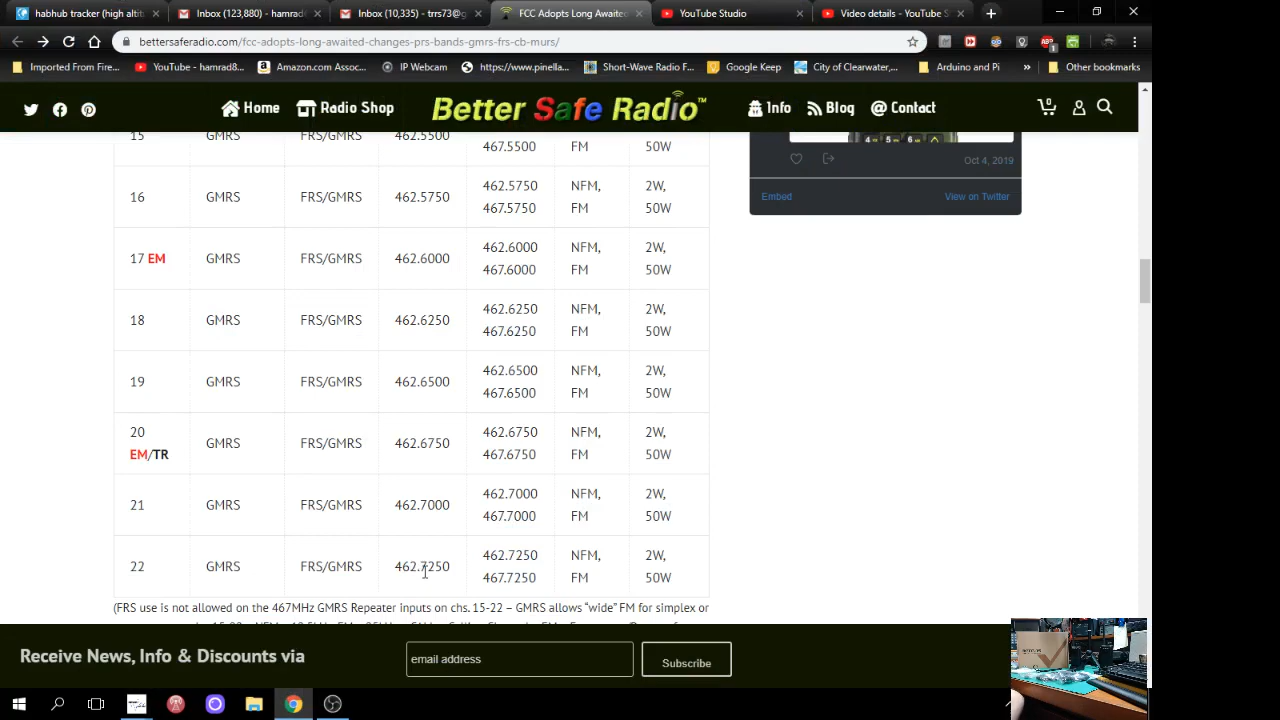 habhub tracker (high altit
Inbox (123,880) - hamrad
Inbox (10,335) - trrs73@g
FCC Adopts Long Awaite
YouTube Studio
Video details - YouTube S
bettersaferadio.com/fcc-adopts-long-awaited-changes-prs-bands-gmrs-frs-cb-murs/
Imported From Fire...
YouTube - hamrad8...
Amazon.com Assoc...
IP Webcam
https://www.pinella...
Short-Wave Radio F...
Google Keep
City of Clearwater,...
Arduino and Pi
»
Other bookmarks
Home
Radio Shop
Better Safe Radio™
Info
Blog
Contact
0
15 GMRS FRS/GMRS 462.5500 467.5500 FM 50W
16 GMRS FRS/GMRS 462.5750 462.5750 NFM, 2W,
467.5750 FM 50W
17 EM GMRS FRS/GMRS 462.6000 462.6000 NFM, 2W,
467.6000 FM 50W
18 GMRS FRS/GMRS 462.6250 462.6250 NFM, 2W,
467.6250 FM 50W
19 GMRS FRS/GMRS 462.6500 462.6500 NFM, 2W,
467.6500 FM 50W
20 GMRS FRS/GMRS 462.6750 462.6750 NFM, 2W,
EM/TR 467.6750 FM 50W
21 GMRS FRS/GMRS 462.7000 462.7000 NFM, 2W,
467.7000 FM 50W
22 GMRS FRS/GMRS 462.7250 462.7250 NFM, 2W,
467.7250 FM 50W
(FRS use is not allowed on the 467MHz GMRS Repeater inputs on chs. 15-22 – GMRS allows “wide” FM for simplex or
Oct 4, 2019
Embed
View on Twitter
Receive News, Info & Discounts via
email address
Subscribe